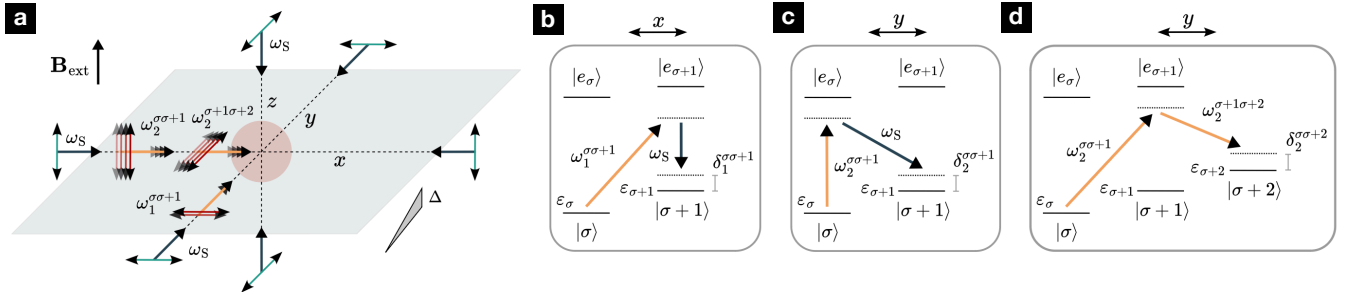 a
B_ext
ω_S
ω_S
z
y
x
ω_S
ω_2^{σσ+1}
ω_2^{σ+1σ+2}
ω_1^{σσ+1}
ω_S
Δ
b
x
|e_σ⟩
|e_{σ+1}⟩
ω_1^{σσ+1}
ω_S
δ_1^{σσ+1}
ε_σ
ε_{σ+1}
|σ⟩
|σ + 1⟩
c
y
|e_σ⟩
|e_{σ+1}⟩
ω_S
ω_2^{σσ+1}
δ_2^{σσ+1}
ε_σ
ε_{σ+1}
|σ⟩
|σ + 1⟩
d
y
|e_σ⟩
|e_{σ+1}⟩
ω_2^{σ+1σ+2}
ω_2^{σσ+1}
δ_2^{σσ+2}
ε_σ
ε_{σ+1}
ε_{σ+2}
|σ⟩
|σ + 1⟩
|σ + 2⟩